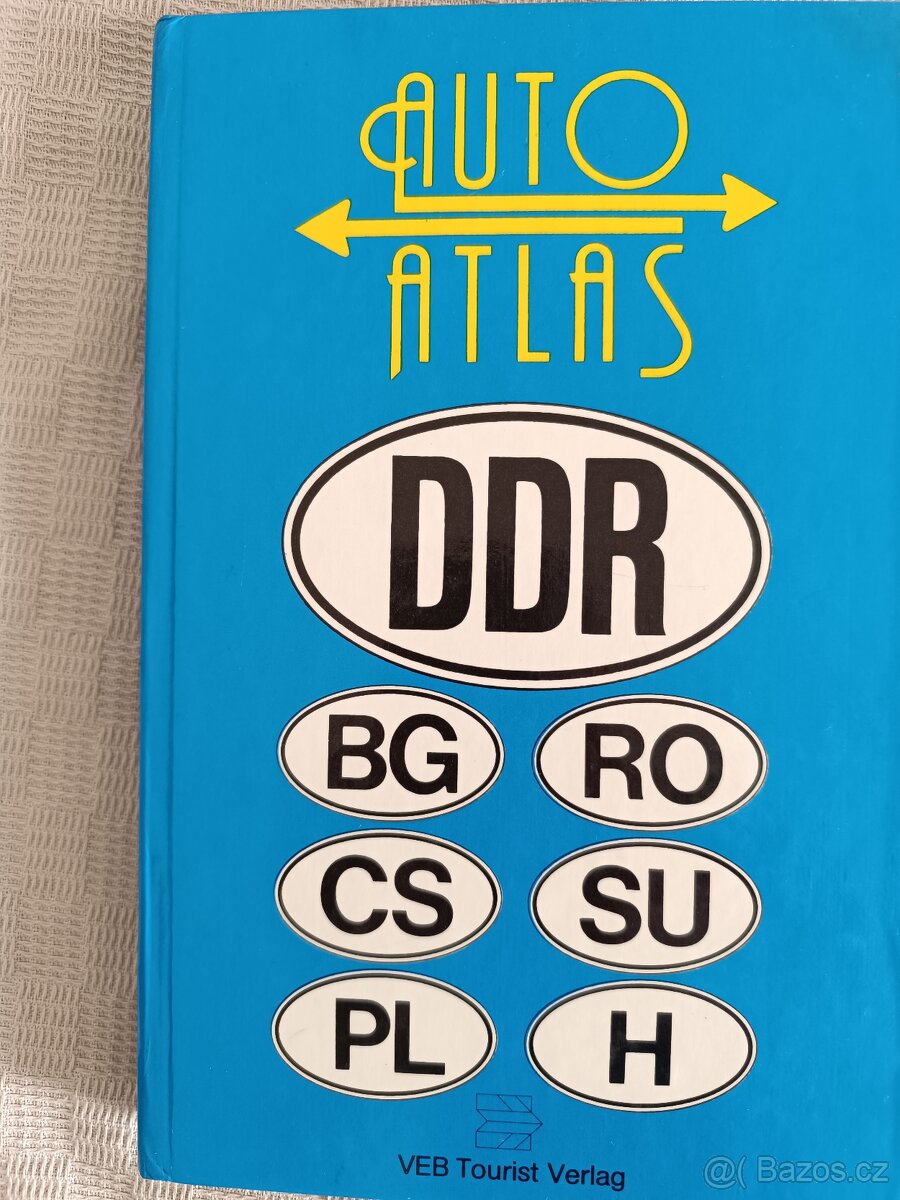 AUTO
ATLAS
DDR
BG RO
CS SU
PL H
VEB Tourist Verlag
@( Bazos.cz